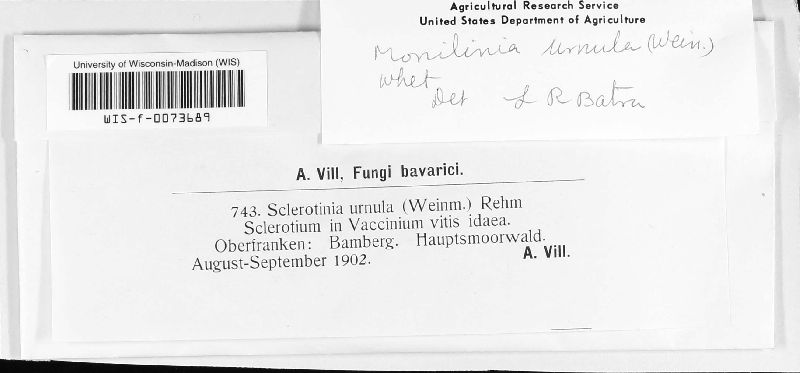 Agricultural Research Service
United States Department of Agriculture
Monilinia urnula (Wein.)
Whet
Det L R Batra
University of Wisconsin-Madison (WIS)
WIS-f-0073689
A. Vill, Fungi bavarici.
743. Sclerotinia urnula (Weinm.) Rehm
Sclerotium in Vaccinium vitis idaea.
Oberfranken: Bamberg. Hauptsmoorwald.
August-September 1902. A. Vill.